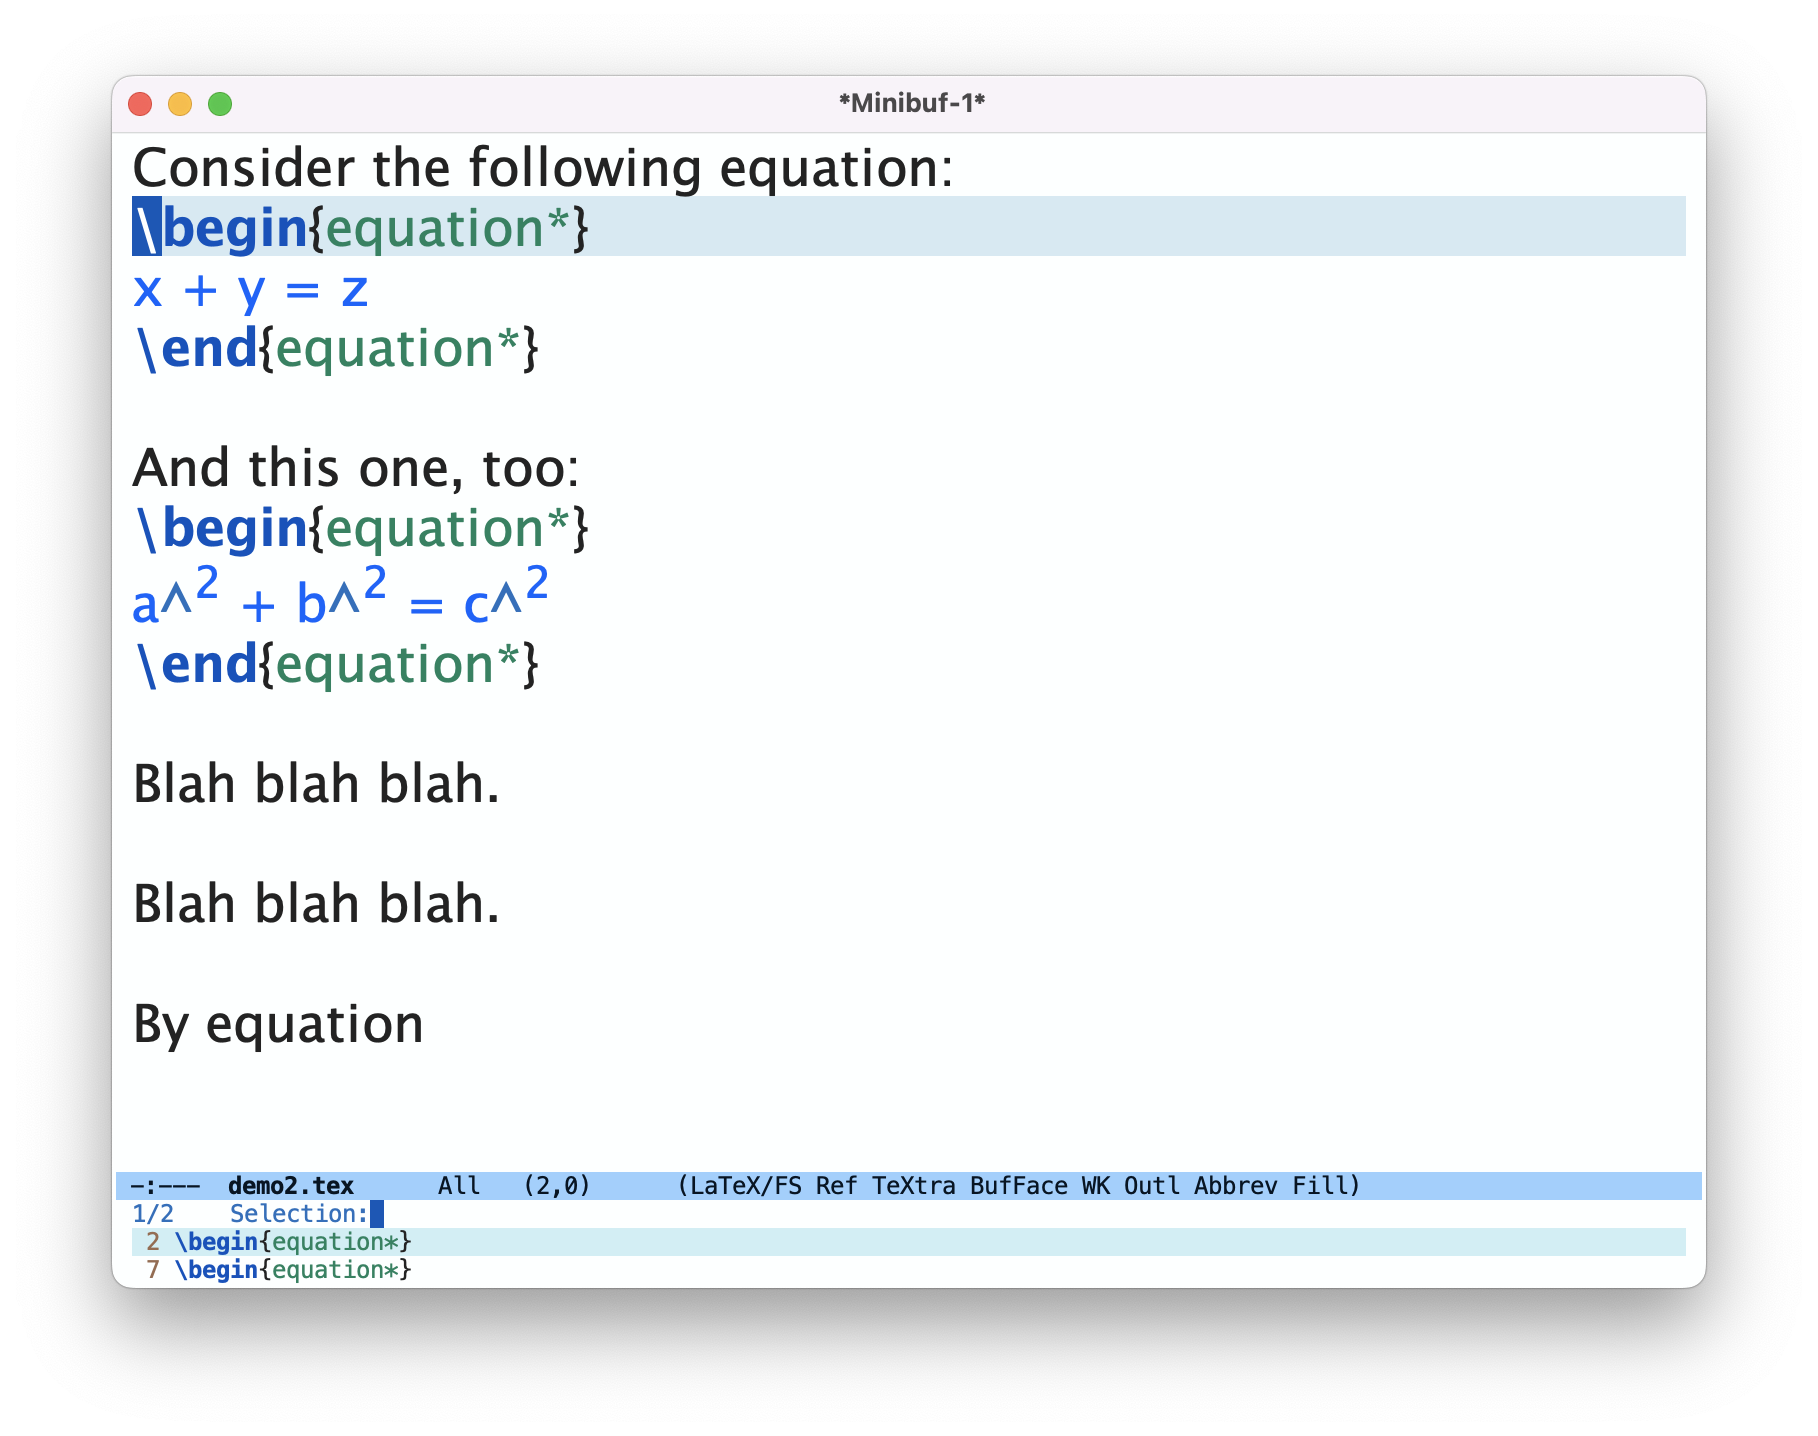 *Minibuf-1*
Consider the following equation:
\begin{equation*}
x + y = z
\end{equation*}
And this one, too:
\begin{equation*}
a^2 + b^2 = c^2
\end{equation*}
Blah blah blah.
Blah blah blah.
By equation
-:--- demo2.tex All (2,0) (LaTeX/FS Ref TeXtra BufFace WK Outl Abbrev Fill)
1/2 Selection:
2 \begin{equation*}
7 \begin{equation*}